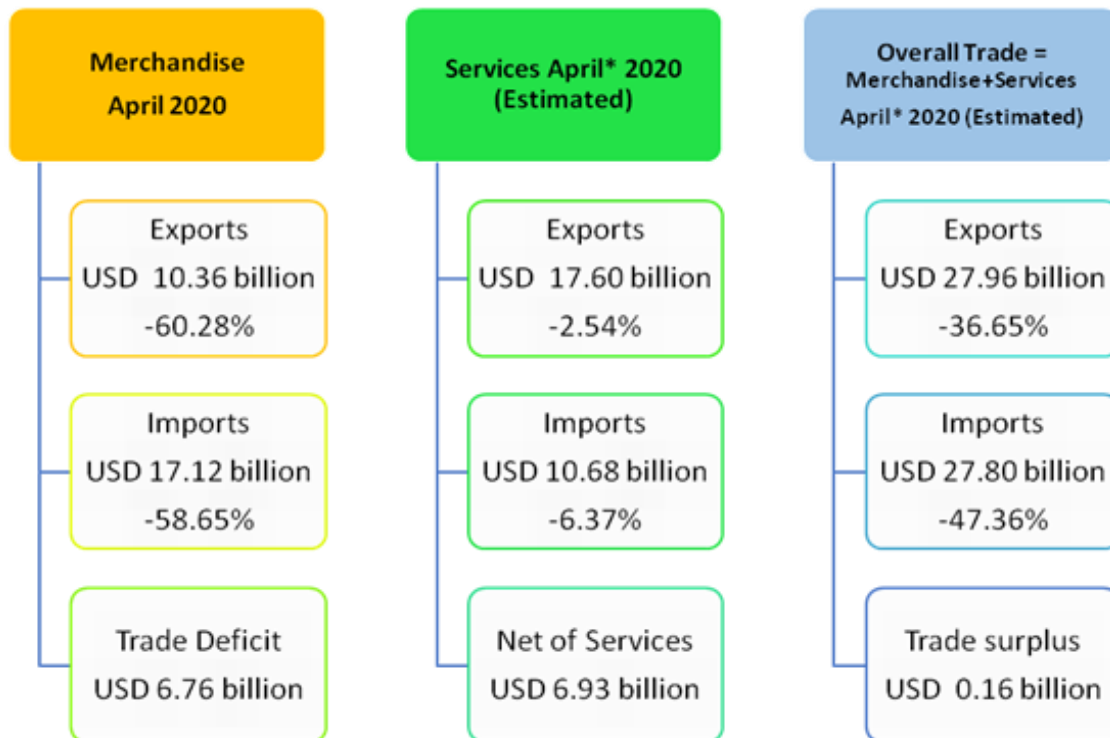 Merchandise
April 2020
Exports
USD 10.36 billion
-60.28%
Imports
USD 17.12 billion
-58.65%
Trade Deficit
USD 6.76 billion
Services April* 2020
(Estimated)
Exports
USD 17.60 billion
-2.54%
Imports
USD 10.68 billion
-6.37%
Net of Services
USD 6.93 billion
Overall Trade =
Merchandise+Services
April* 2020 (Estimated)
Exports
USD 27.96 billion
-36.65%
Imports
USD 27.80 billion
-47.36%
Trade surplus
USD 0.16 billion